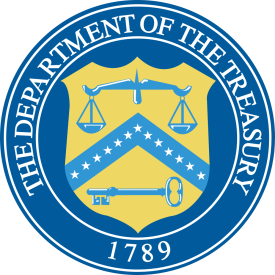 THE DEPARTMENT OF THE TREASURY
1789